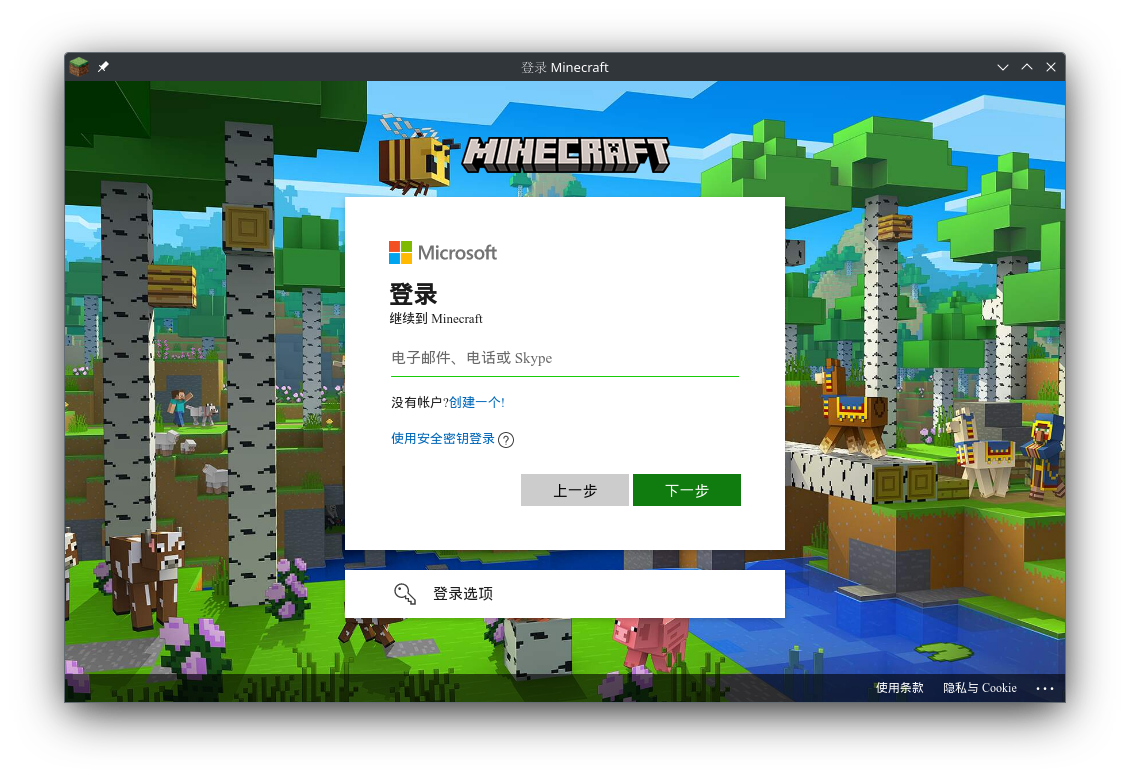 登录 Minecraft
MINECRAFT
Microsoft
登录
继续到 Minecraft
电子邮件、电话或 Skype
没有帐户?创建一个!
使用安全密钥登录 ?
上一步 下一步
登录选项
使用条款 隐私与 Cookie ···